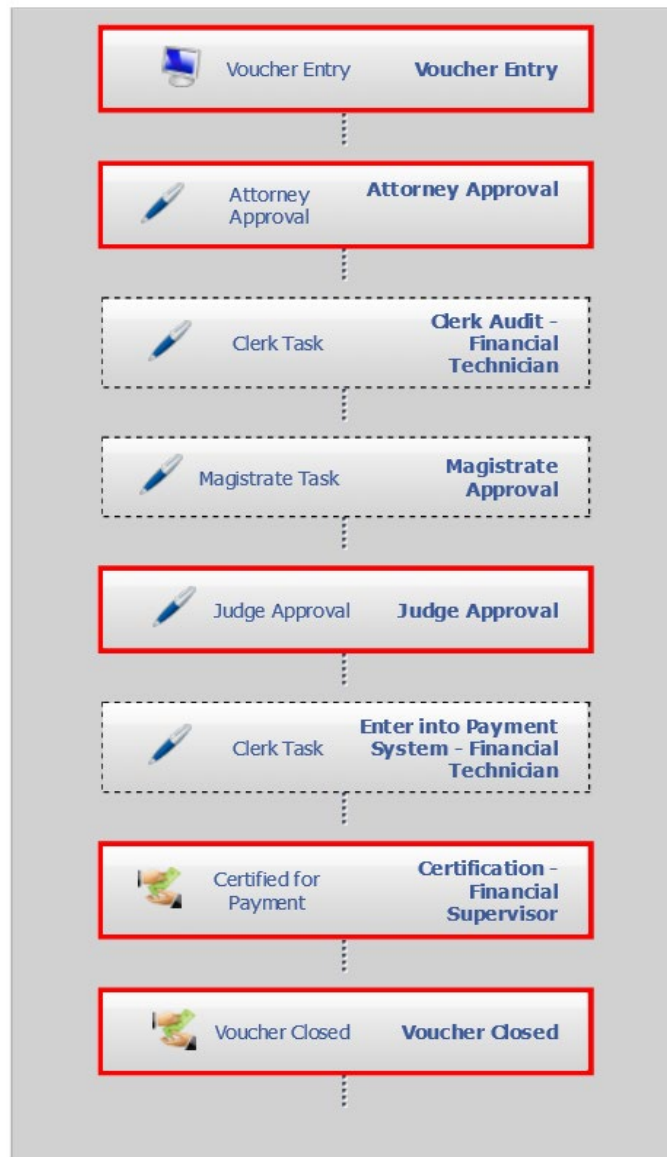 Voucher Entry
Voucher Entry
Attorney
Approval
Attorney Approval
Clerk Task
Clerk Audit -
Financial
Technician
Magistrate Task
Magistrate
Approval
Judge Approval
Judge Approval
Clerk Task
Enter into Payment
System - Financial
Technician
Certified for
Payment
Certification -
Financial
Supervisor
Voucher Closed
Voucher Closed